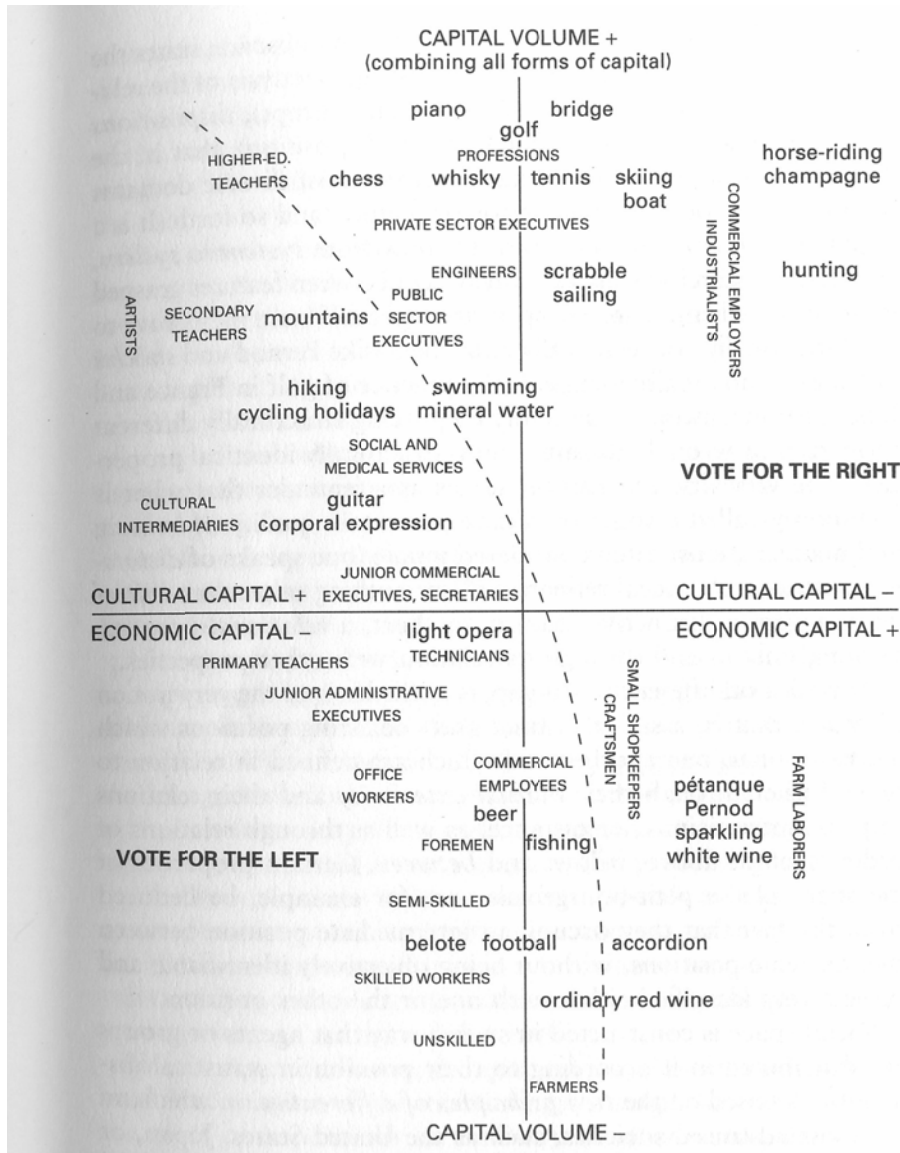 CAPITAL VOLUME +
(combining all forms of capital)
piano
bridge
golf
PROFESSIONS
HIGHER-ED.
TEACHERS
chess
whisky
tennis
skiing
boat
horse-riding
champagne
PRIVATE SECTOR EXECUTIVES
COMMERCIAL EMPLOYERS
INDUSTRIALISTS
ENGINEERS
scrabble
sailing
hunting
ARTISTS
SECONDARY
TEACHERS
mountains
PUBLIC
SECTOR
EXECUTIVES
hiking
cycling holidays
swimming
mineral water
SOCIAL AND
MEDICAL SERVICES
VOTE FOR THE RIGHT
CULTURAL
INTERMEDIARIES
guitar
corporal expression
JUNIOR COMMERCIAL
EXECUTIVES, SECRETARIES
CULTURAL CAPITAL +
CULTURAL CAPITAL –
ECONOMIC CAPITAL –
ECONOMIC CAPITAL +
light opera
TECHNICIANS
PRIMARY TEACHERS
JUNIOR ADMINISTRATIVE
EXECUTIVES
SMALL SHOPKEEPERS
CRAFTSMEN
OFFICE
WORKERS
COMMERCIAL
EMPLOYEES
beer
pétanque
Pernod
sparkling
white wine
FARM LABORERS
FOREMEN
fishing
VOTE FOR THE LEFT
SEMI-SKILLED
belote
football
accordion
SKILLED WORKERS
ordinary red wine
UNSKILLED
FARMERS
CAPITAL VOLUME –